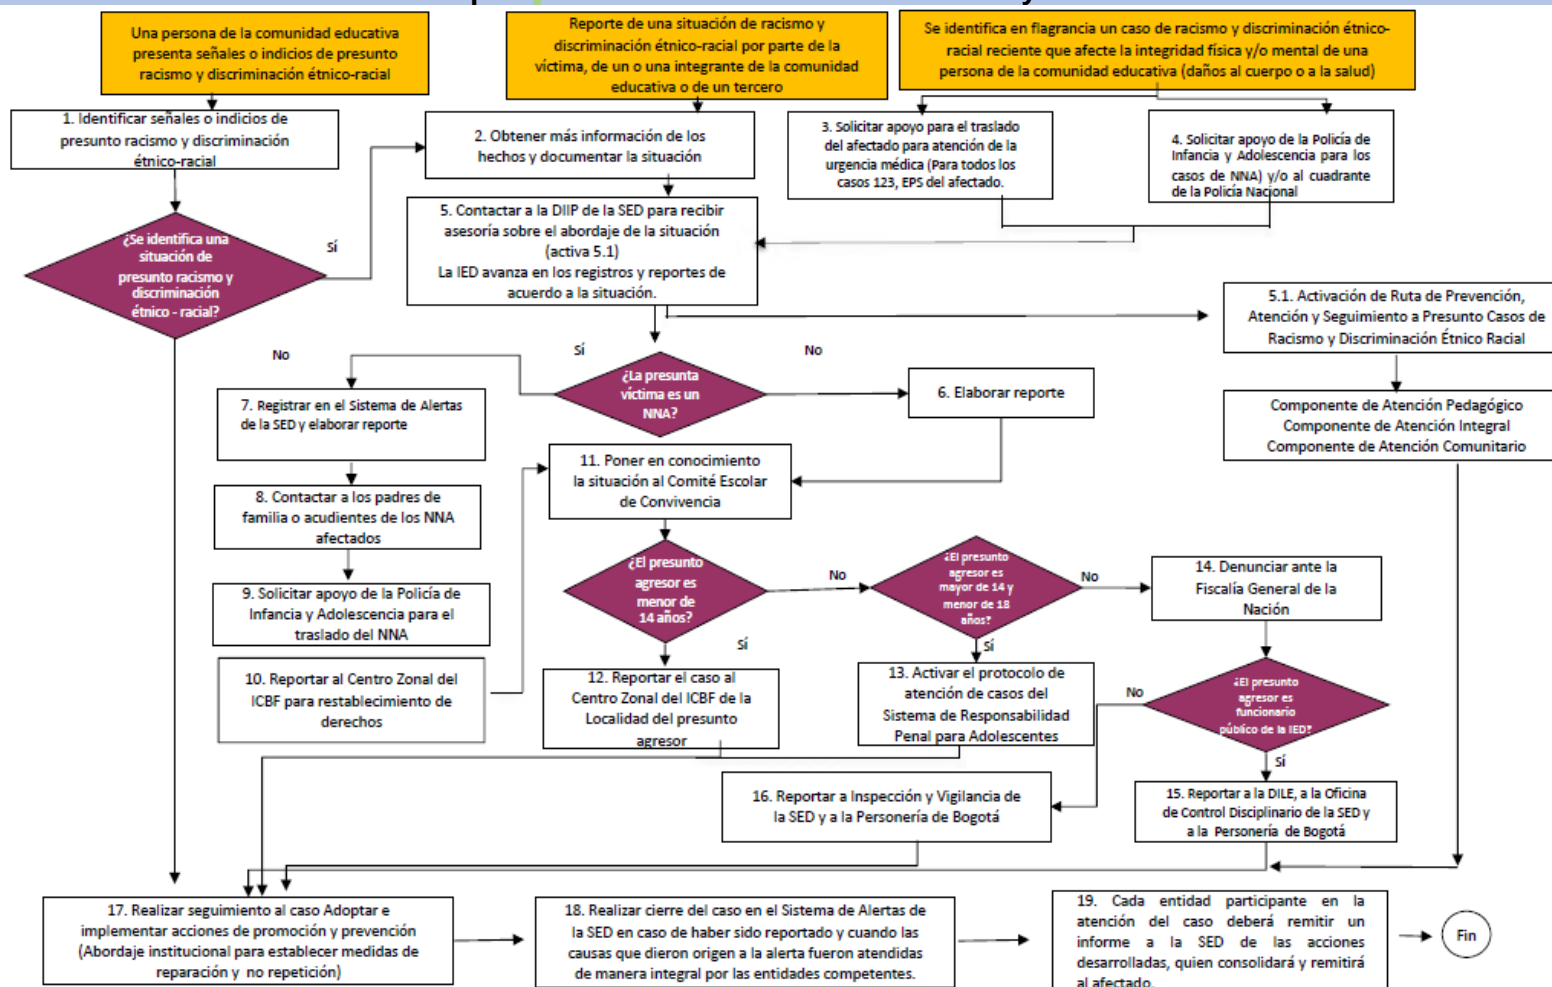 Una persona de la comunidad educativa
presenta señales o indicios de presunto
racismo y discriminación étnico-racial
Reporte de una situación de racismo y
discriminación étnico-racial por parte de la
víctima, de un o una integrante de la comunidad
educativa o de un tercero
Se identifica en flagrancia un caso de racismo y discriminación étnico-
racial reciente que afecte la integridad física y/o mental de una
persona de la comunidad educativa (daños al cuerpo o a la salud)
1. Identificar señales o indicios de
presunto racismo y discriminación
étnico-racial
2. Obtener más información de los
hechos y documentar la situación
3. Solicitar apoyo para el traslado
del afectado para atención de la
urgencia médica (Para todos los
casos 123, EPS del afectado.
4. Solicitar apoyo de la Policía de
Infancia y Adolescencia para los
casos de NNA) y/o al cuadrante
de la Policía Nacional
¿Se identifica una
situación de
presunto racismo y
discriminación
étnico - racial?
Sí
5. Contactar a la DIIP de la SED para recibir
asesoría sobre el abordaje de la situación
(activa 5.1)
La IED avanza en los registros y reportes de
acuerdo a la situación.
5.1. Activación de Ruta de Prevención,
Atención y Seguimiento a Presunto Casos de
Racismo y Discriminación Étnico Racial
No
Sí
No
¿La presunta
víctima es un
NNA?
6. Elaborar reporte
7. Registrar en el Sistema de Alertas
de la SED y elaborar reporte
Componente de Atención Pedagógico
Componente de Atención Integral
Componente de Atención Comunitario
11. Poner en conocimiento
la situación al Comité Escolar
de Convivencia
8. Contactar a los padres de
familia o acudientes de los NNA
afectados
¿El presunto
agresor es
menor de
14 años?
No
¿El presunto
agresor es
mayor de 14 y
menor de 18
años?
No
14. Denunciar ante la
Fiscalía General de la
Nación
9. Solicitar apoyo de la Policía de
Infancia y Adolescencia para el
traslado del NNA
Sí
Sí
10. Reportar al Centro Zonal del
ICBF para restablecimiento de
derechos
12. Reportar el caso al
Centro Zonal del ICBF de la
Localidad del presunto
agresor
13. Activar el protocolo de
atención de casos del
Sistema de Responsabilidad
Penal para Adolescentes
No
¿El presunto
agresor es
funcionario
público de la IED?
Sí
16. Reportar a Inspección y Vigilancia de
la SED y a la Personería de Bogotá
15. Reportar a la DILE, a la Oficina
de Control Disciplinario de la SED y
a la Personería de Bogotá
17. Realizar seguimiento al caso Adoptar e
implementar acciones de promoción y prevención
(Abordaje institucional para establecer medidas de
reparación y no repetición)
18. Realizar cierre del caso en el Sistema de Alertas de
la SED en caso de haber sido reportado y cuando las
causas que dieron origen a la alerta fueron atendidas
de manera integral por las entidades competentes.
19. Cada entidad participante en la
atención del caso deberá remitir un
informe a la SED de las acciones
desarrolladas, quien consolidará y remitirá
al afectado.
Fin